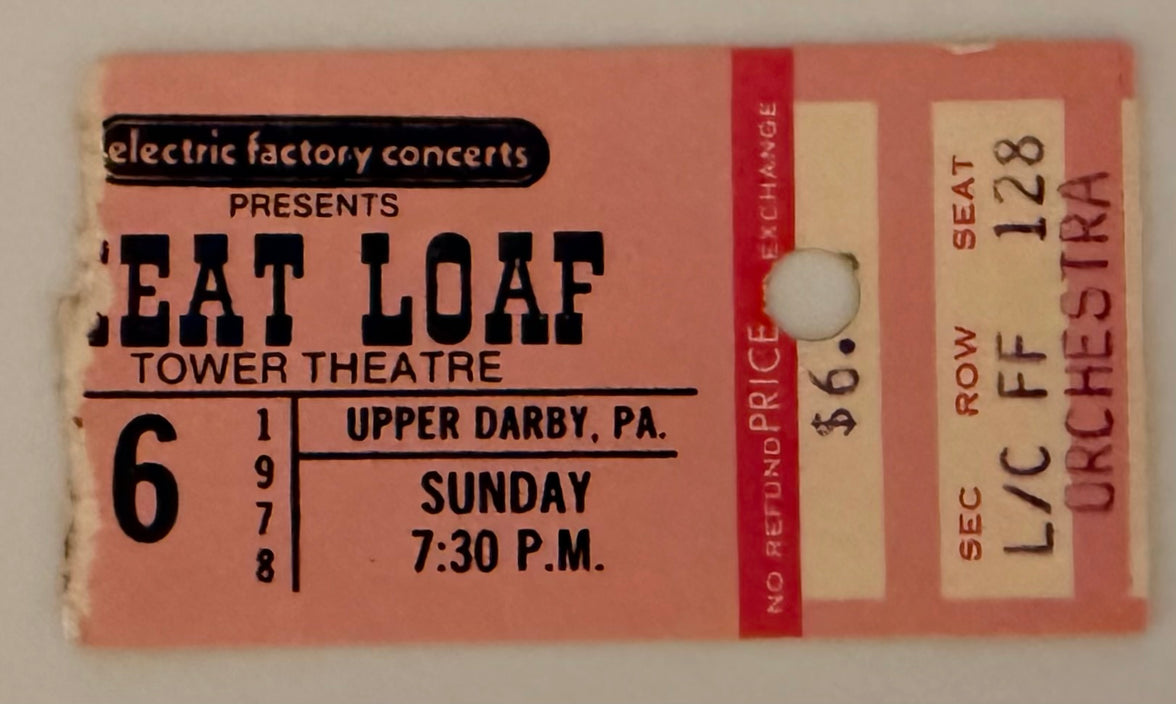 electric factory concerts
PRESENTS
EAT LOAF
TOWER THEATRE
6
1
9
7
8
UPPER DARBY, PA.
SUNDAY
7:30 P.M.
NO REFUND PRICE EXCHANGE
$6.
SEC ROW SEAT
L/C FF 128
ORCHESTRA